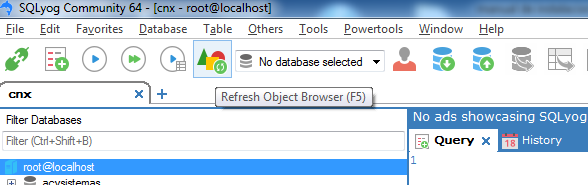 SQLyog Community 64 - [cnx - root@localhost]
File Edit Favorites Database Table Others Tools Powertools Window Help
No database selected
cnx
Refresh Object Browser (F5)
Filter Databases
Filter (Ctrl+Shift+B)
root@localhost
acysistemas
No ads showcasing SQLyog
Query
18
History
1